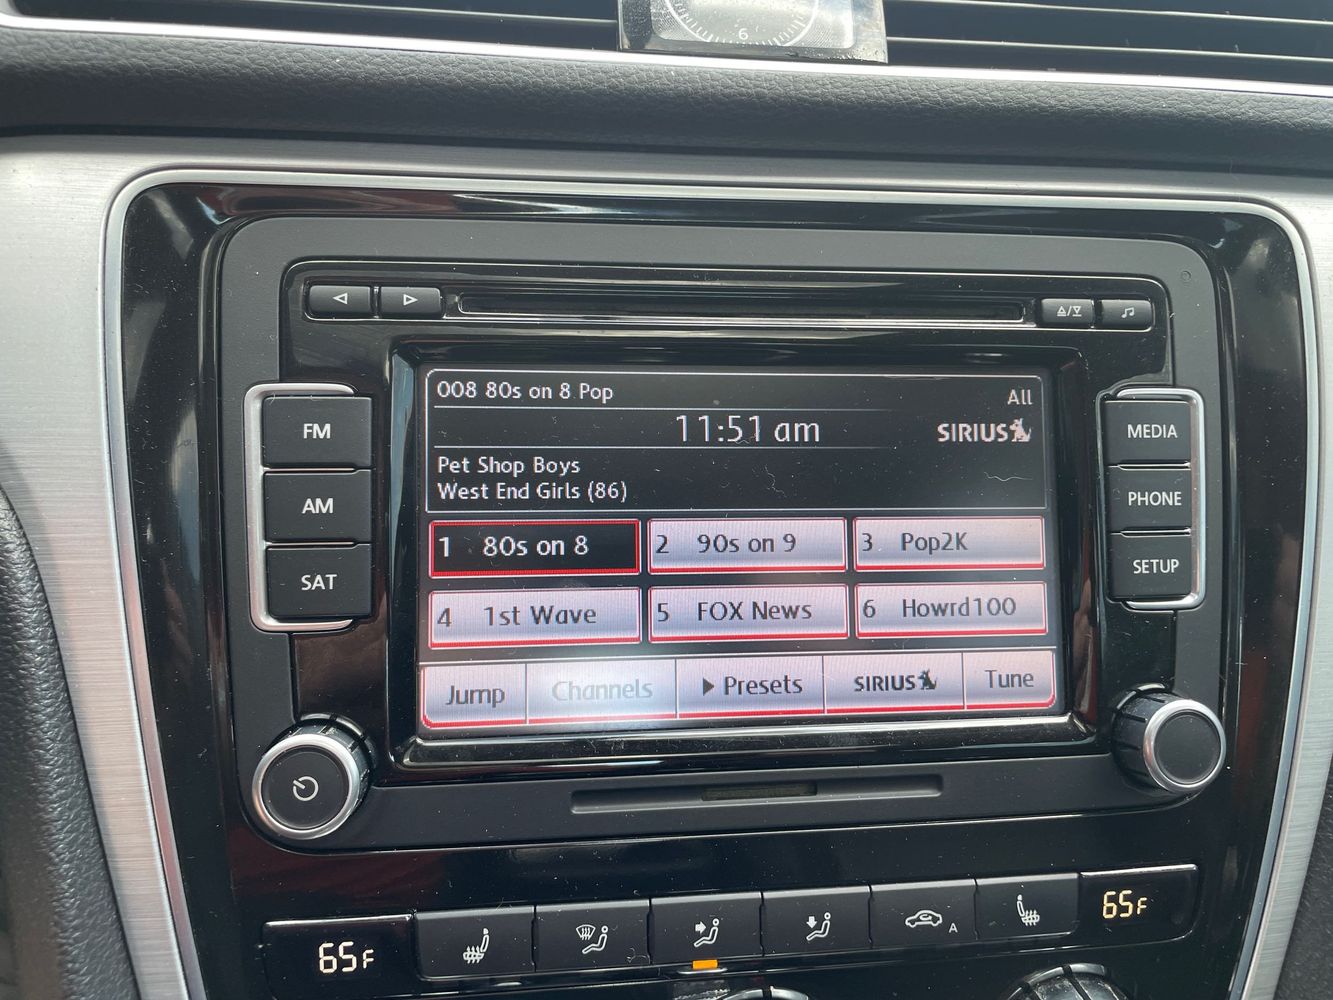 6
008 80s on 8 Pop
All
11:51 am
SIRIUS
Pet Shop Boys
West End Girls (86)
FM
AM
SAT
MEDIA
PHONE
SETUP
1 80s on 8
2 90s on 9
3 Pop2K
4 1st Wave
5 FOX News
6 Howrd100
Jump
Channels
Presets
SIRIUS
Tune
65F
A
65F